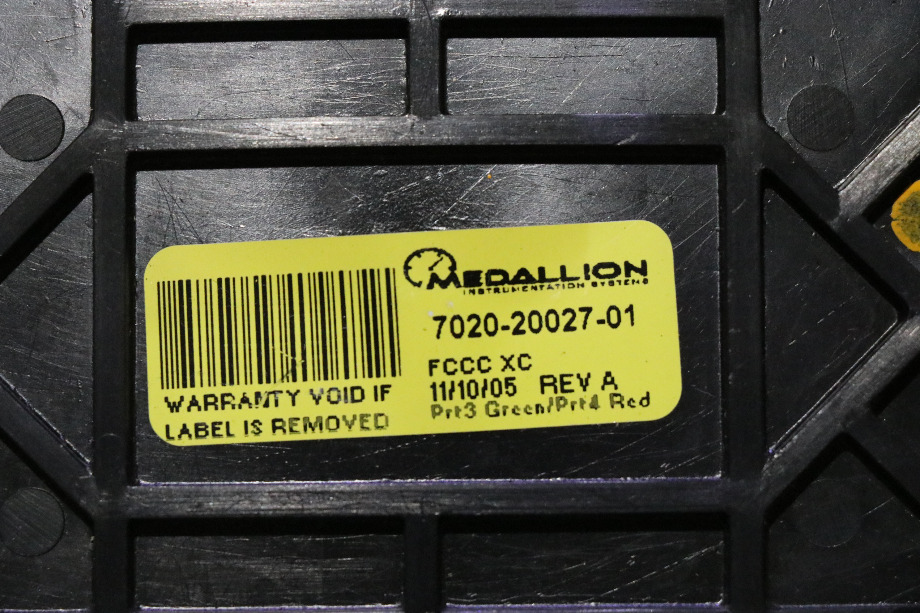 MEDALLION
INSTRUMENTATION SYSTEMS
7020-20027-01
FCCC XC
11/10/05 REV A
Prt3 Green/Prt4 Red
WARRANTY VOID IF
LABEL IS REMOVED